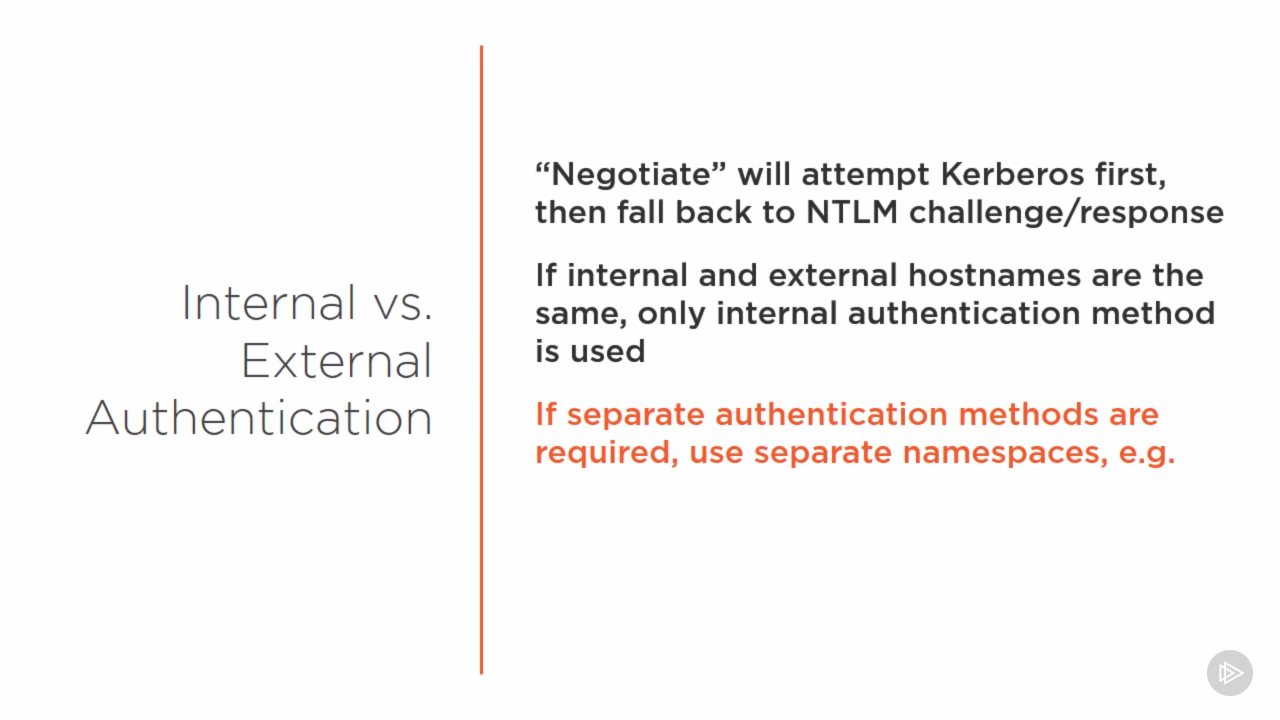 Internal vs.
External
Authentication
“Negotiate” will attempt Kerberos first,
then fall back to NTLM challenge/response
If internal and external hostnames are the
same, only internal authentication method
is used
If separate authentication methods are
required, use separate namespaces, e.g.